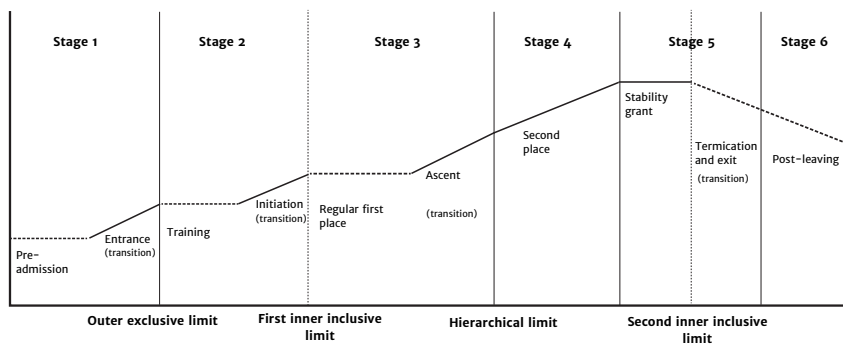 Stage 1
Stage 2
Stage 3
Stage 4
Stage 5
Stage 6
Pre-
admission
Entrance
(transition)
Training
Initiation
(transition)
Regular first
place
Ascent
(transition)
Second
place
Stability
grant
Termication
and exit
(transition)
Post-leaving
Outer exclusive limit
First inner inclusive
limit
Hierarchical limit
Second inner inclusive
limit